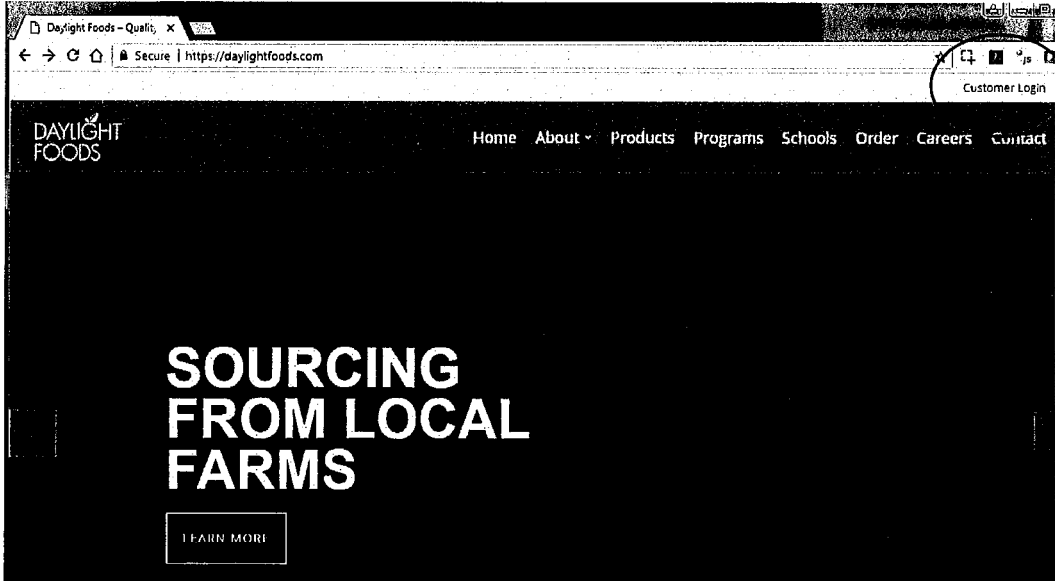 Daylight Foods – Quality
Secure | https://daylightfoods.com
js
Customer Login
DAYLIGHT
FOODS
Home About Products Programs Schools Order Careers Contact
SOURCING
FROM LOCAL
FARMS
LEARN MORE